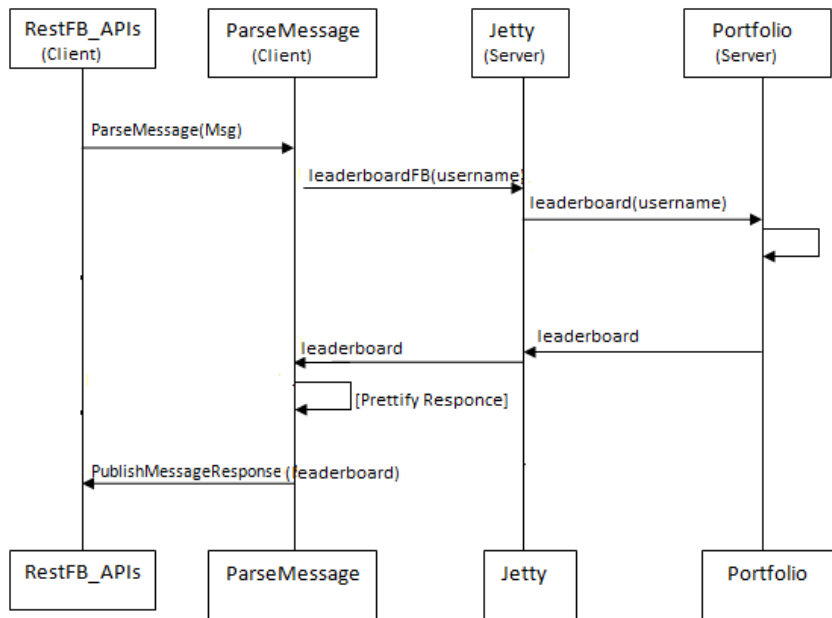 RestFB_APIs
(Client)
ParseMessage
(Client)
Jetty
(Server)
Portfolio
(Server)
ParseMessage(Msg)
leaderboardFB(username)
leaderboard(username)
leaderboard
leaderboard
[Prettify Responce]
PublishMessageResponse (leaderboard)
RestFB_APIs
ParseMessage
Jetty
Portfolio